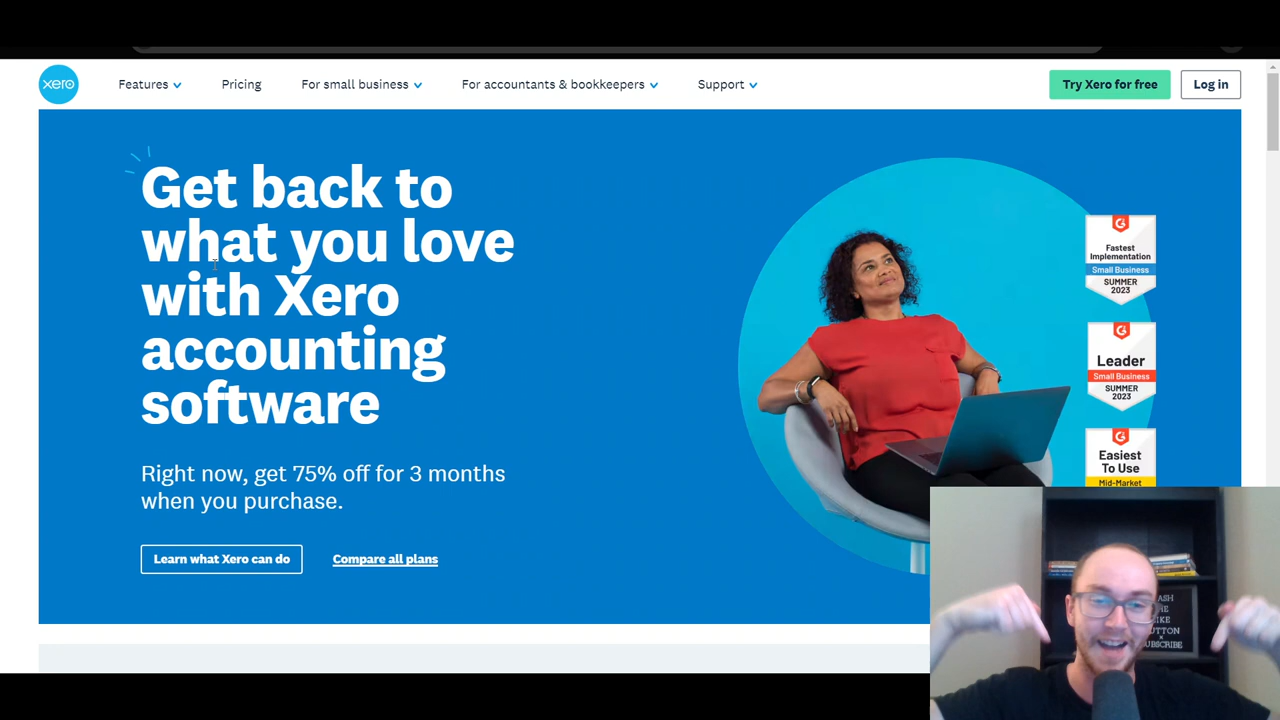 xero
Features
Pricing
For small business
For accountants & bookkeepers
Support
Try Xero for free
Log in
Get back to
what you love
with Xero
accounting
software
Right now, get 75% off for 3 months
when you purchase.
Learn what Xero can do
Compare all plans
Fastest
Implementation
Small Business
SUMMER
2023
Leader
Small Business
SUMMER
2023
Easiest
To Use
Mid-Market